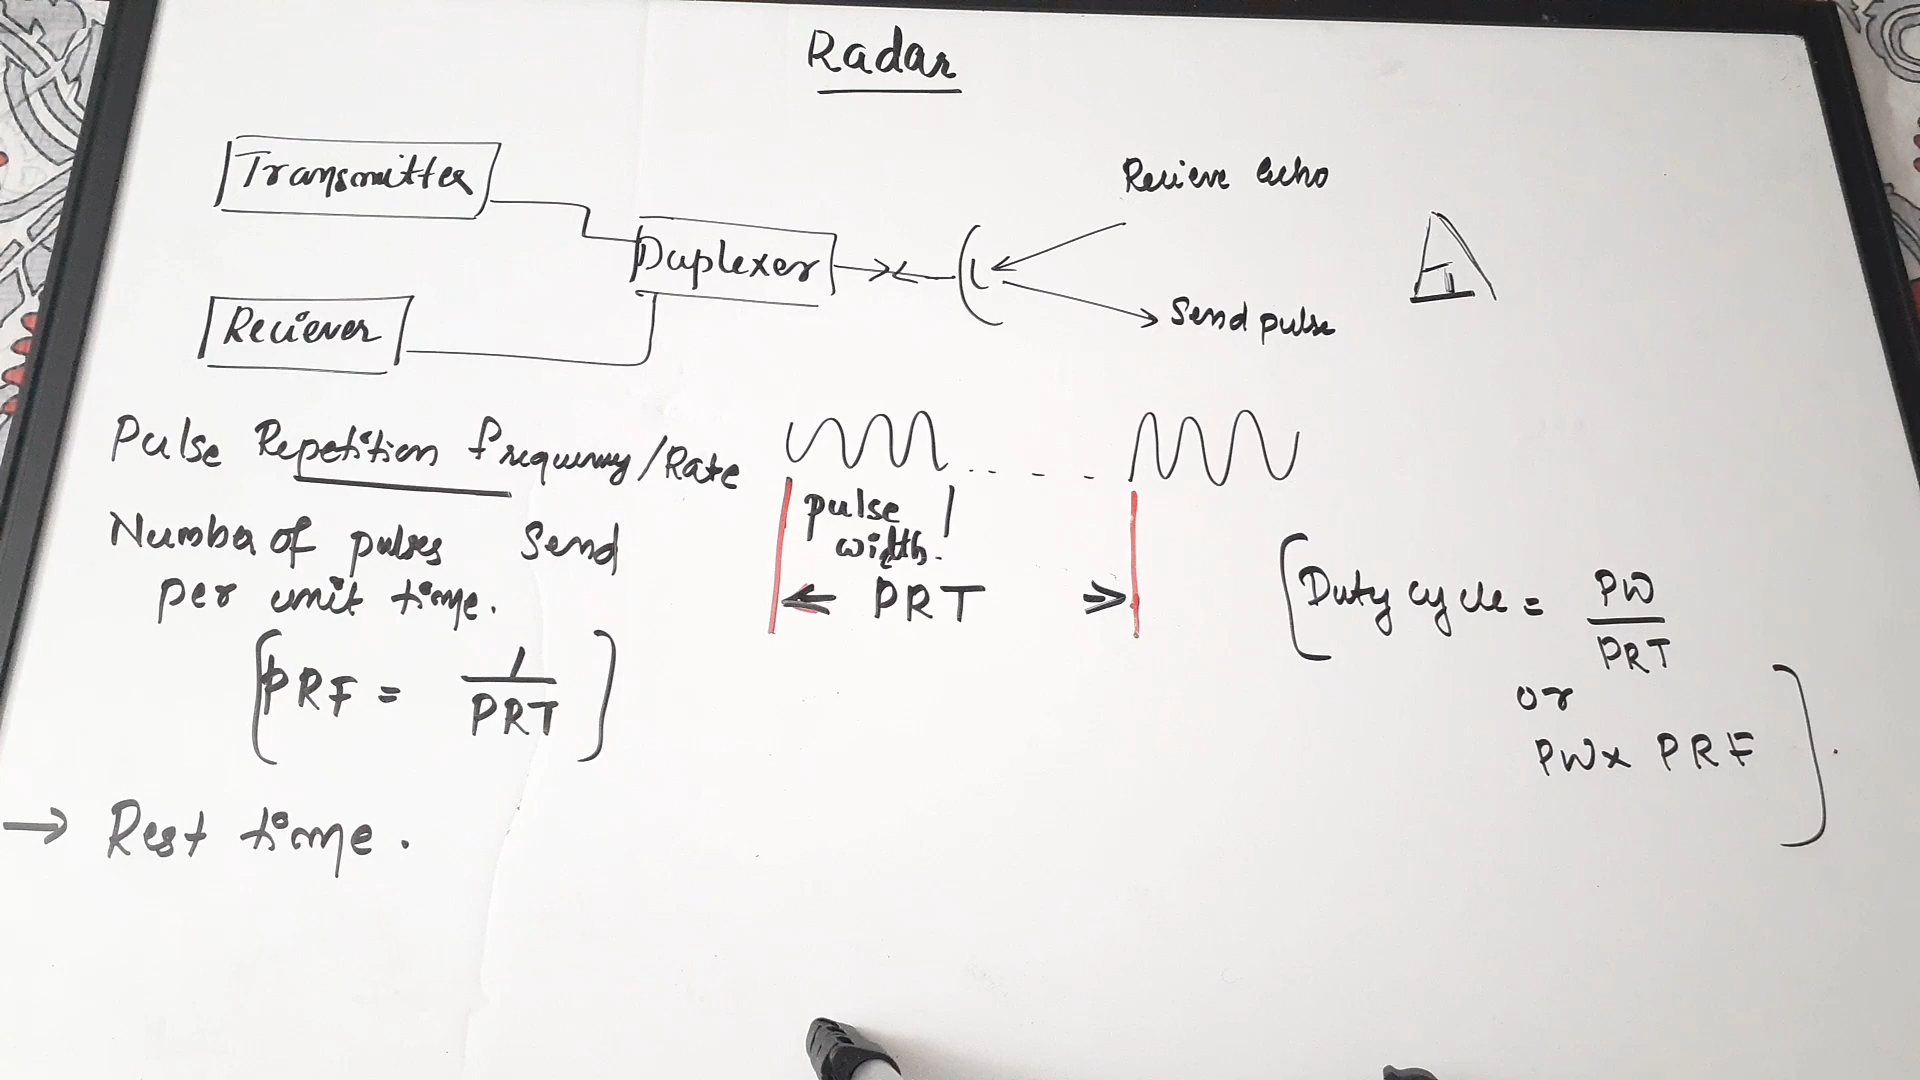 Radar
Transmitter
Recieve Echo
Duplexer
Send pulse
Reciever
Pulse Repetition frequency/Rate
pulse
width.
Number of pulses Send
per unit time.
PRT
Duty cycle = PW
PRT
or
PW x PRF
PRF = 1
PRT
→ Rest time.